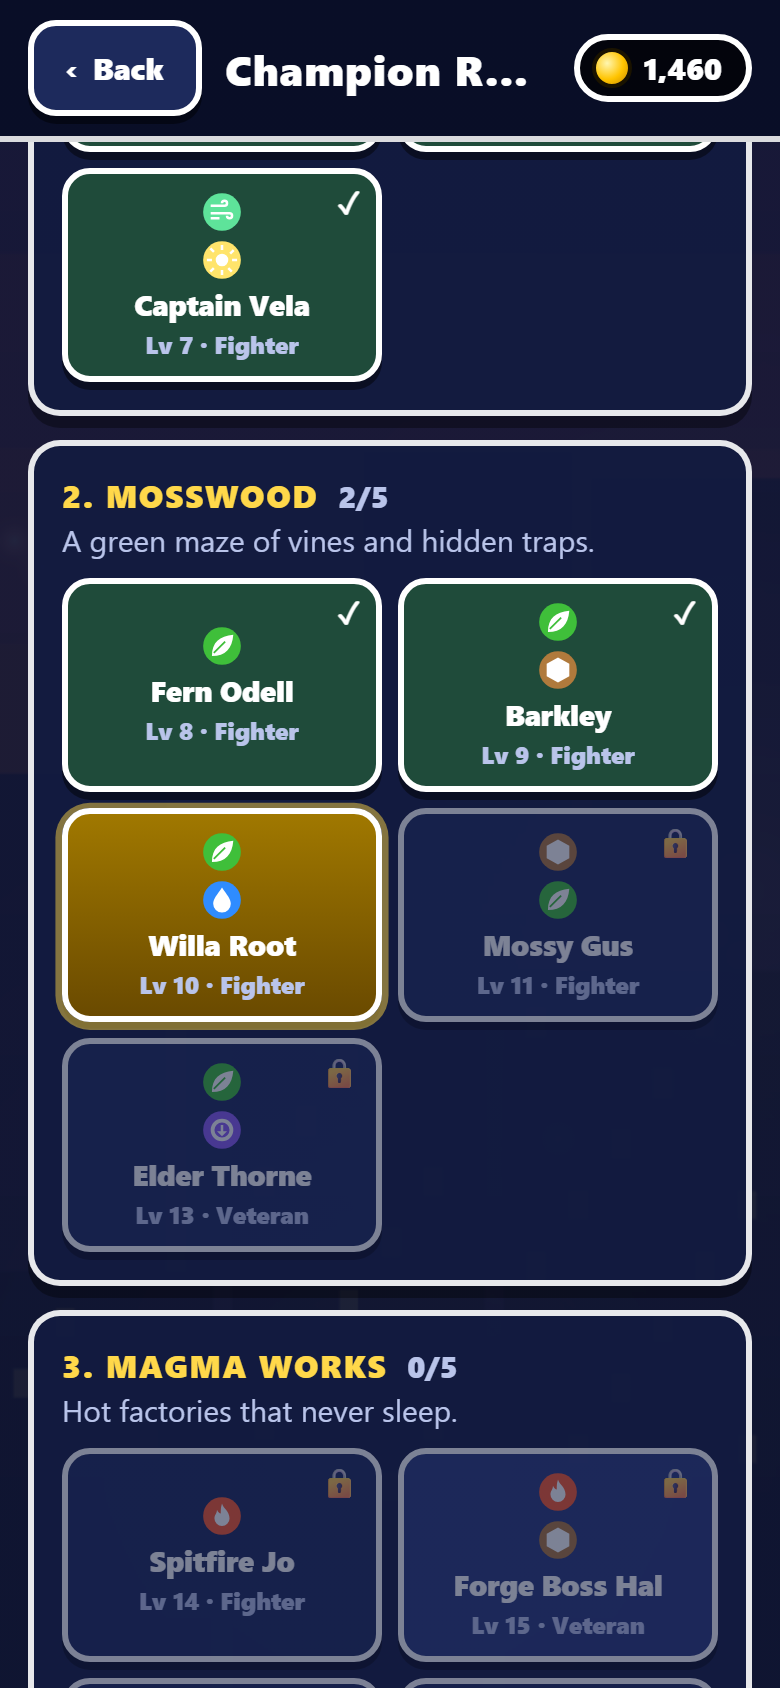 ‹ Back
Champion R...
1,460
Captain Vela
Lv 7 · Fighter
2. MOSSWOOD 2/5
A green maze of vines and hidden traps.
Fern Odell
Lv 8 · Fighter
Barkley
Lv 9 · Fighter
Willa Root
Lv 10 · Fighter
Mossy Gus
Lv 11 · Fighter
Elder Thorne
Lv 13 · Veteran
3. MAGMA WORKS 0/5
Hot factories that never sleep.
Spitfire Jo
Lv 14 · Fighter
Forge Boss Hal
Lv 15 · Veteran